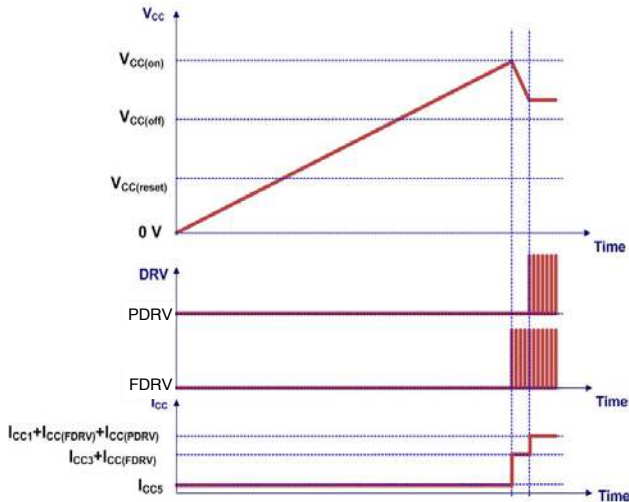 VCC
VCC(on)
VCC(off)
VCC(reset)
0 V
Time
DRV
PDRV
Time
FDRV
Time
ICC
ICC1+ICC(FDRV)+ICC(PDRV)
ICC3+ICC(FDRV)
ICC5
Time